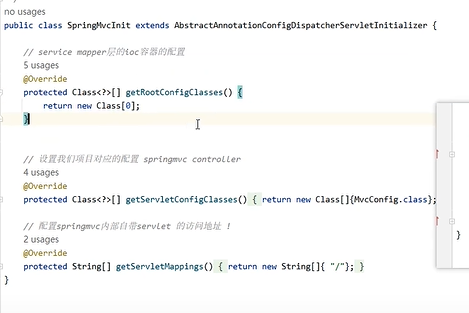 no usages
public class SpringMvcInit extends AbstractAnnotationConfigDispatcherServletInitializer {
// service mapper层的ioc容器的配置
5 usages
@Override
protected Class<?>[] getRootConfigClasses() {
return new Class[0];
}
// 设置我们项目对应的配置 springmvc controller
4 usages
@Override
protected Class<?>[] getServletConfigClasses() { return new Class[]{MvcConfig.class};
// 配置springmvc内部自带servlet 的访问地址 !
2 usages
@Override
protected String[] getServletMappings() { return new String[]{ "/"}; }
}
}